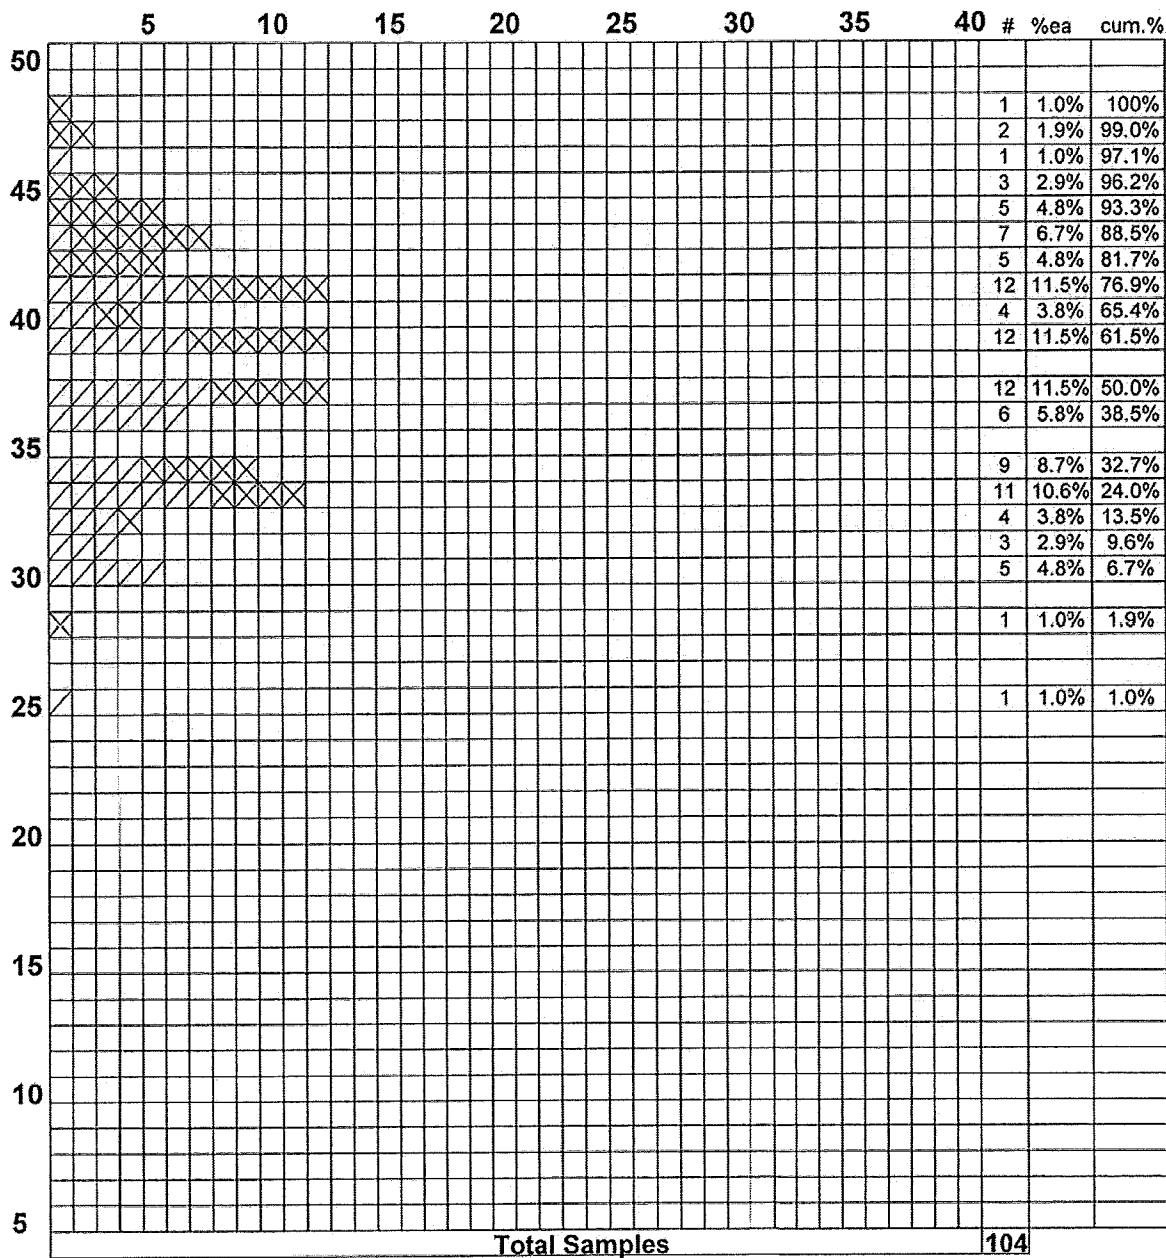 5 10 15 20 25 30 35 40 # %ea cum.%
50
1 1.0% 100%
2 1.9% 99.0%
1 1.0% 97.1%
45 3 2.9% 96.2%
5 4.8% 93.3%
7 6.7% 88.5%
5 4.8% 81.7%
12 11.5% 76.9%
40 4 3.8% 65.4%
12 11.5% 61.5%
12 11.5% 50.0%
6 5.8% 38.5%
35
9 8.7% 32.7%
11 10.6% 24.0%
4 3.8% 13.5%
3 2.9% 9.6%
30 5 4.8% 6.7%
1 1.0% 1.9%
25 1 1.0% 1.0%
20
15
10
5
Total Samples 104